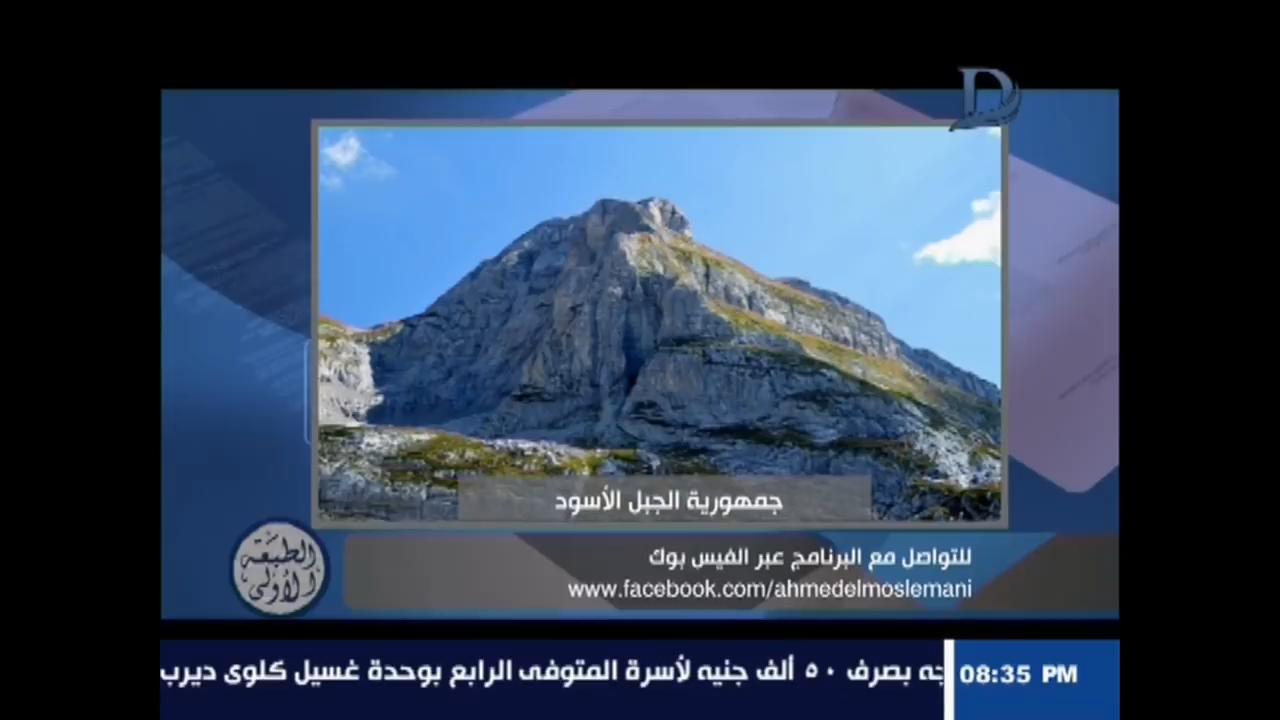 D
جمهورية الجبل الأسود
للتواصل مع البرنامج عبر الفيس بوك
www.facebook.com/ahmedelmoslemani
الطبعة
الأولى
بصرف ٥٠ ألف جنيه لأسرة المتوفى الرابع بوحدة غسيل كلوى ديرب
08:35 PM